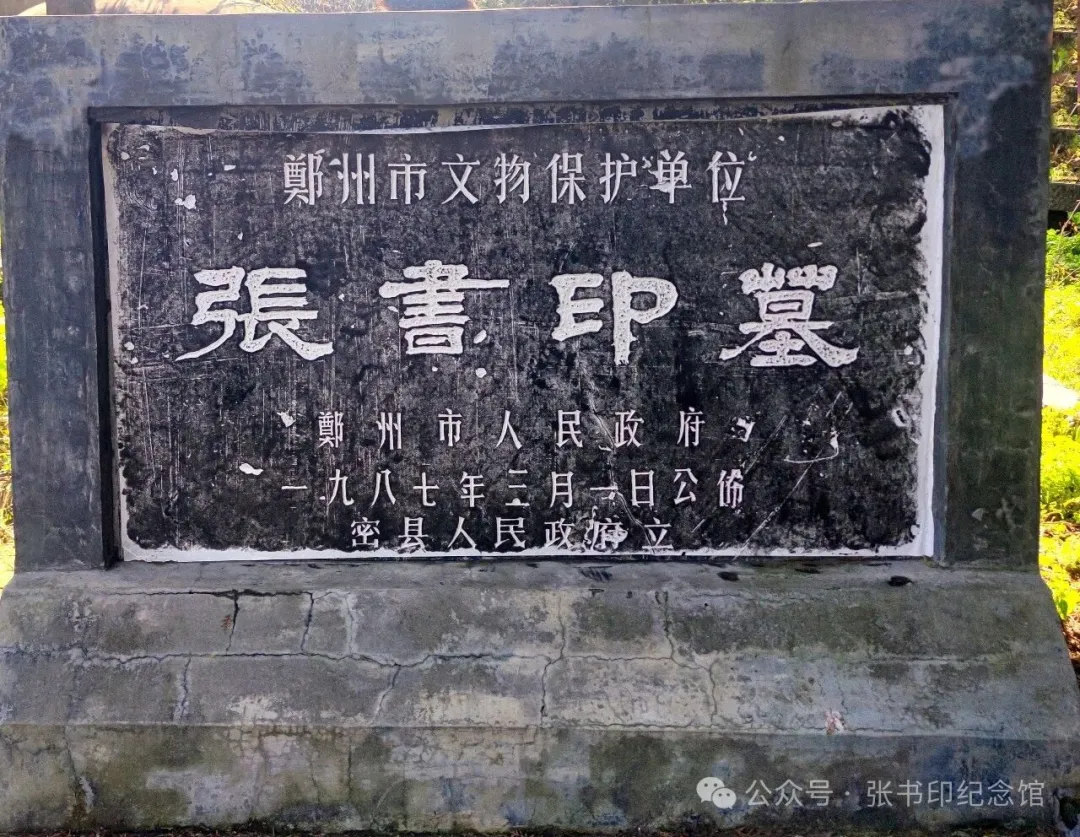 鄭州市文物保护单位
張書印墓
鄭州市人民政府
一九八七年三月一日公佈
密县人民政府立
公众号·张书印纪念馆